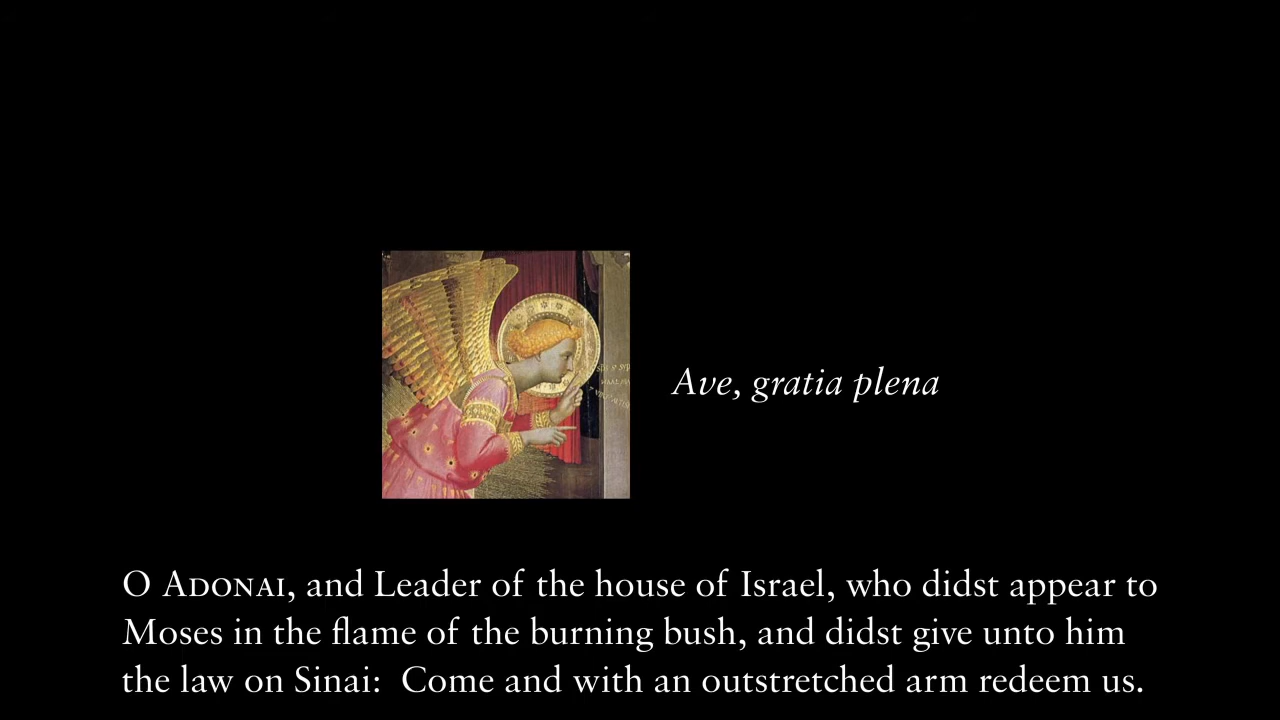 Ave, gratia plena
O ADONAI, and Leader of the house of Israel, who didst appear to
Moses in the flame of the burning bush, and didst give unto him
the law on Sinai: Come and with an outstretched arm redeem us.